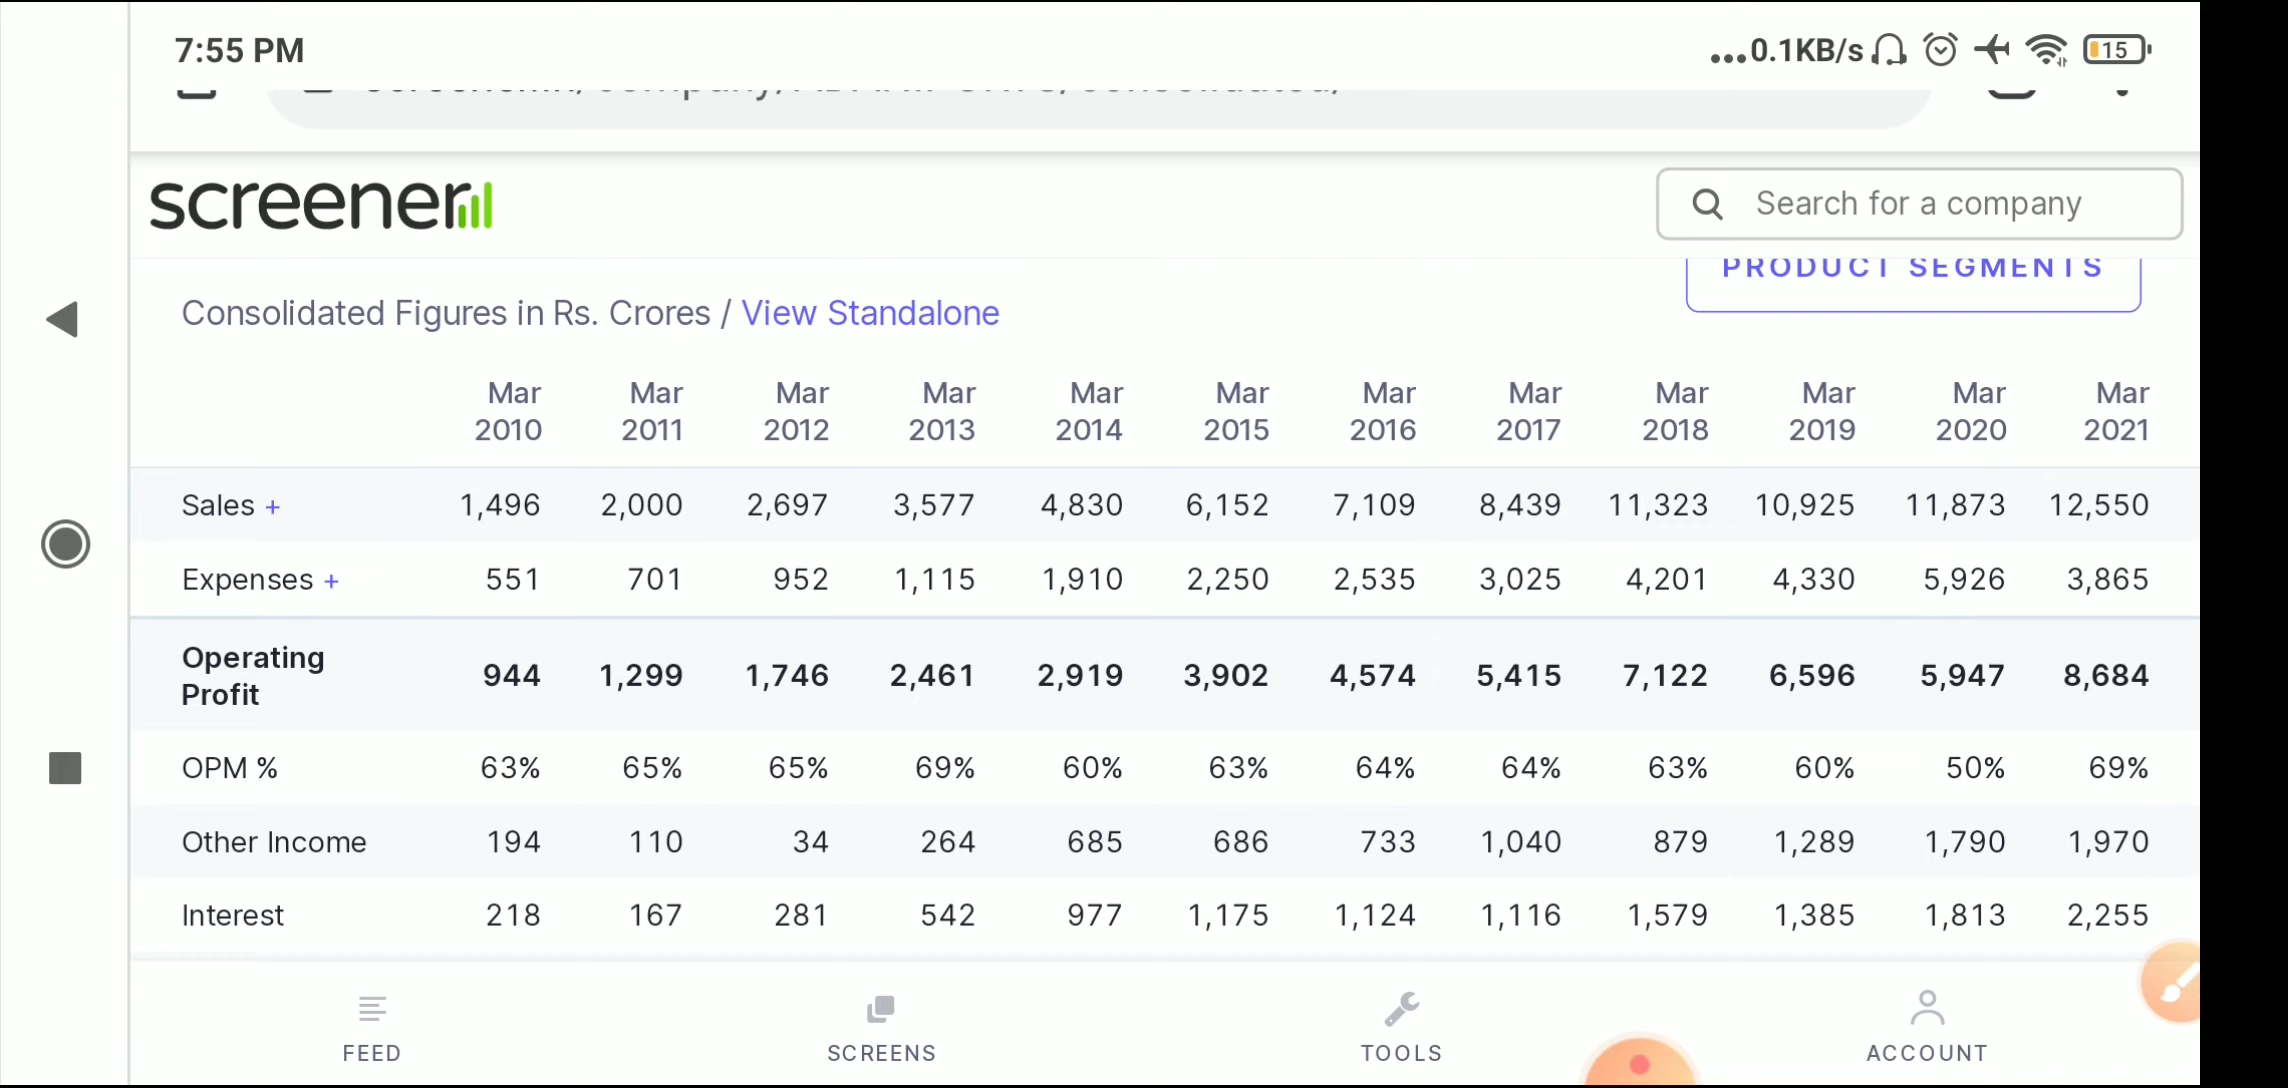 7:55 PM
...0.1KB/s 15
screener
Search for a company
PRODUCT SEGMENTS
Consolidated Figures in Rs. Crores / View Standalone
Mar 2010 Mar 2011 Mar 2012 Mar 2013 Mar 2014 Mar 2015 Mar 2016 Mar 2017 Mar 2018 Mar 2019 Mar 2020 Mar 2021
Sales + 1,496 2,000 2,697 3,577 4,830 6,152 7,109 8,439 11,323 10,925 11,873 12,550
Expenses + 551 701 952 1,115 1,910 2,250 2,535 3,025 4,201 4,330 5,926 3,865
Operating Profit 944 1,299 1,746 2,461 2,919 3,902 4,574 5,415 7,122 6,596 5,947 8,684
OPM % 63% 65% 65% 69% 60% 63% 64% 64% 63% 60% 50% 69%
Other Income 194 110 34 264 685 686 733 1,040 879 1,289 1,790 1,970
Interest 218 167 281 542 977 1,175 1,124 1,116 1,579 1,385 1,813 2,255
FEED SCREENS TOOLS ACCOUNT